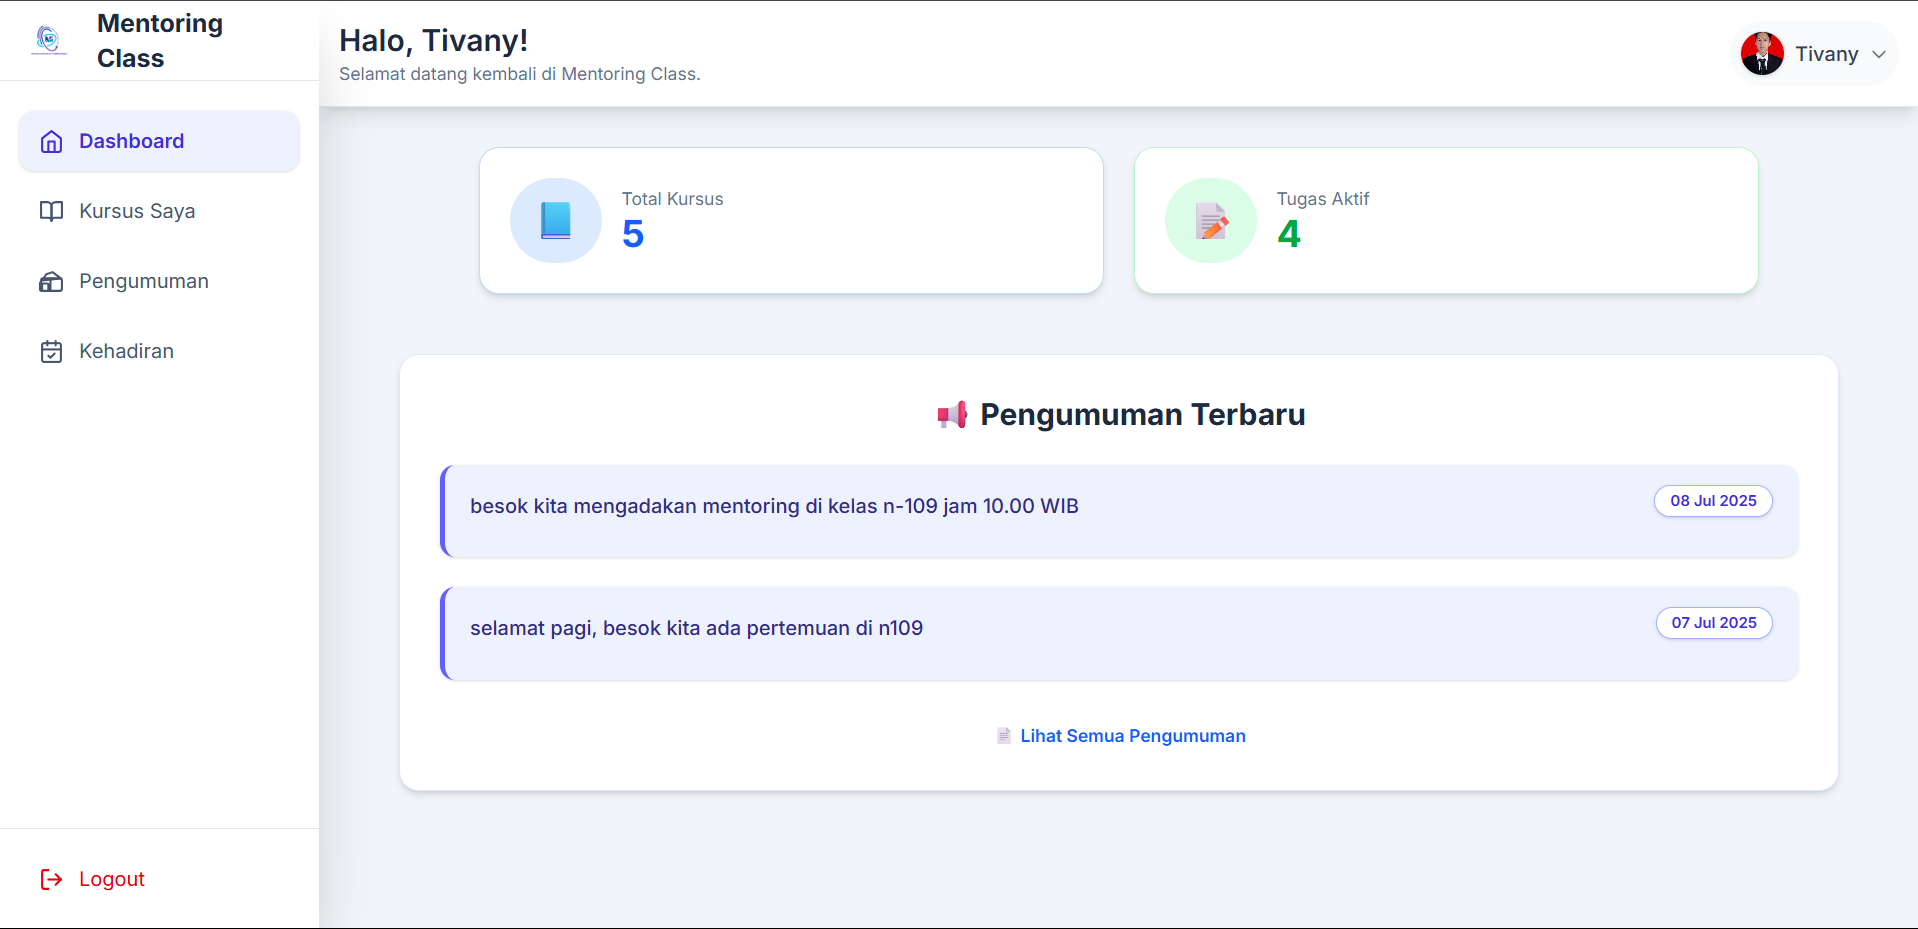 Mentoring
Class
Halo, Tivany!
Selamat datang kembali di Mentoring Class.
Tivany
Dashboard
Kursus Saya
Pengumuman
Kehadiran
Logout
Total Kursus
5
Tugas Aktif
4
Pengumuman Terbaru
besok kita mengadakan mentoring di kelas n-109 jam 10.00 WIB
08 Jul 2025
selamat pagi, besok kita ada pertemuan di n109
07 Jul 2025
Lihat Semua Pengumuman